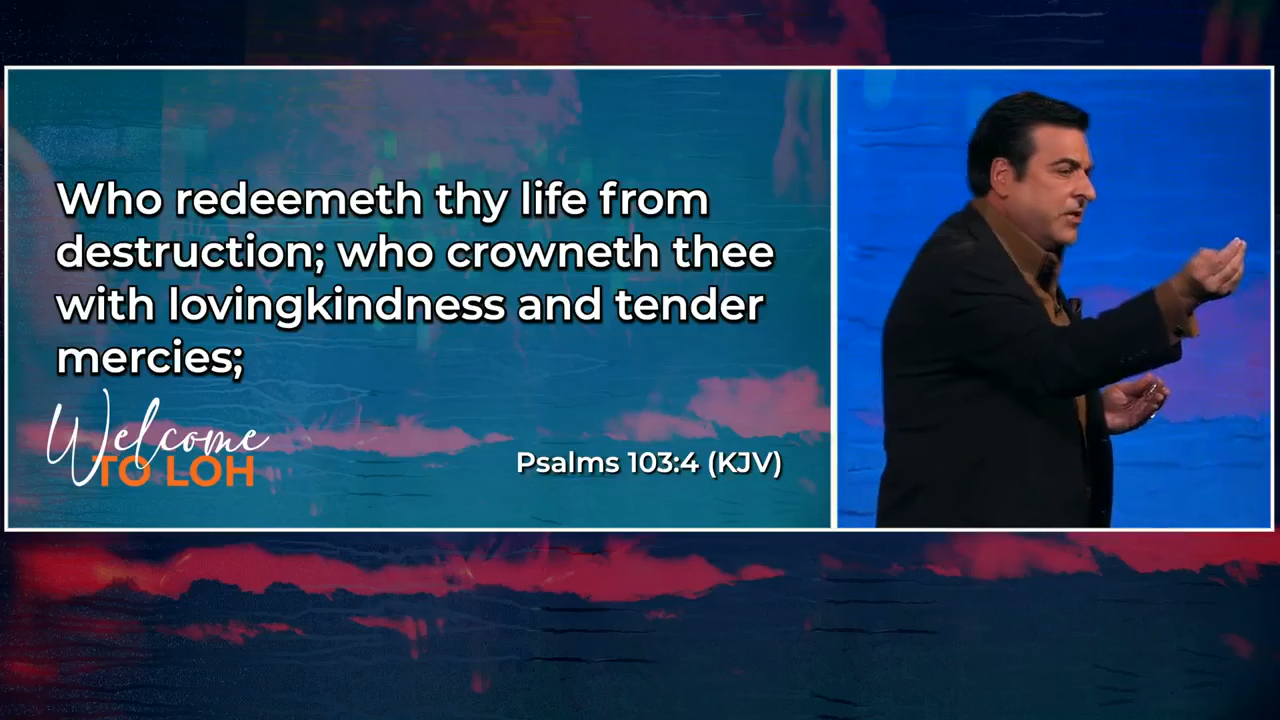 Who redeemeth thy life from
destruction; who crowneth thee
with lovingkindness and tender
mercies;
Welcome
TO LOH
Psalms 103:4 (KJV)